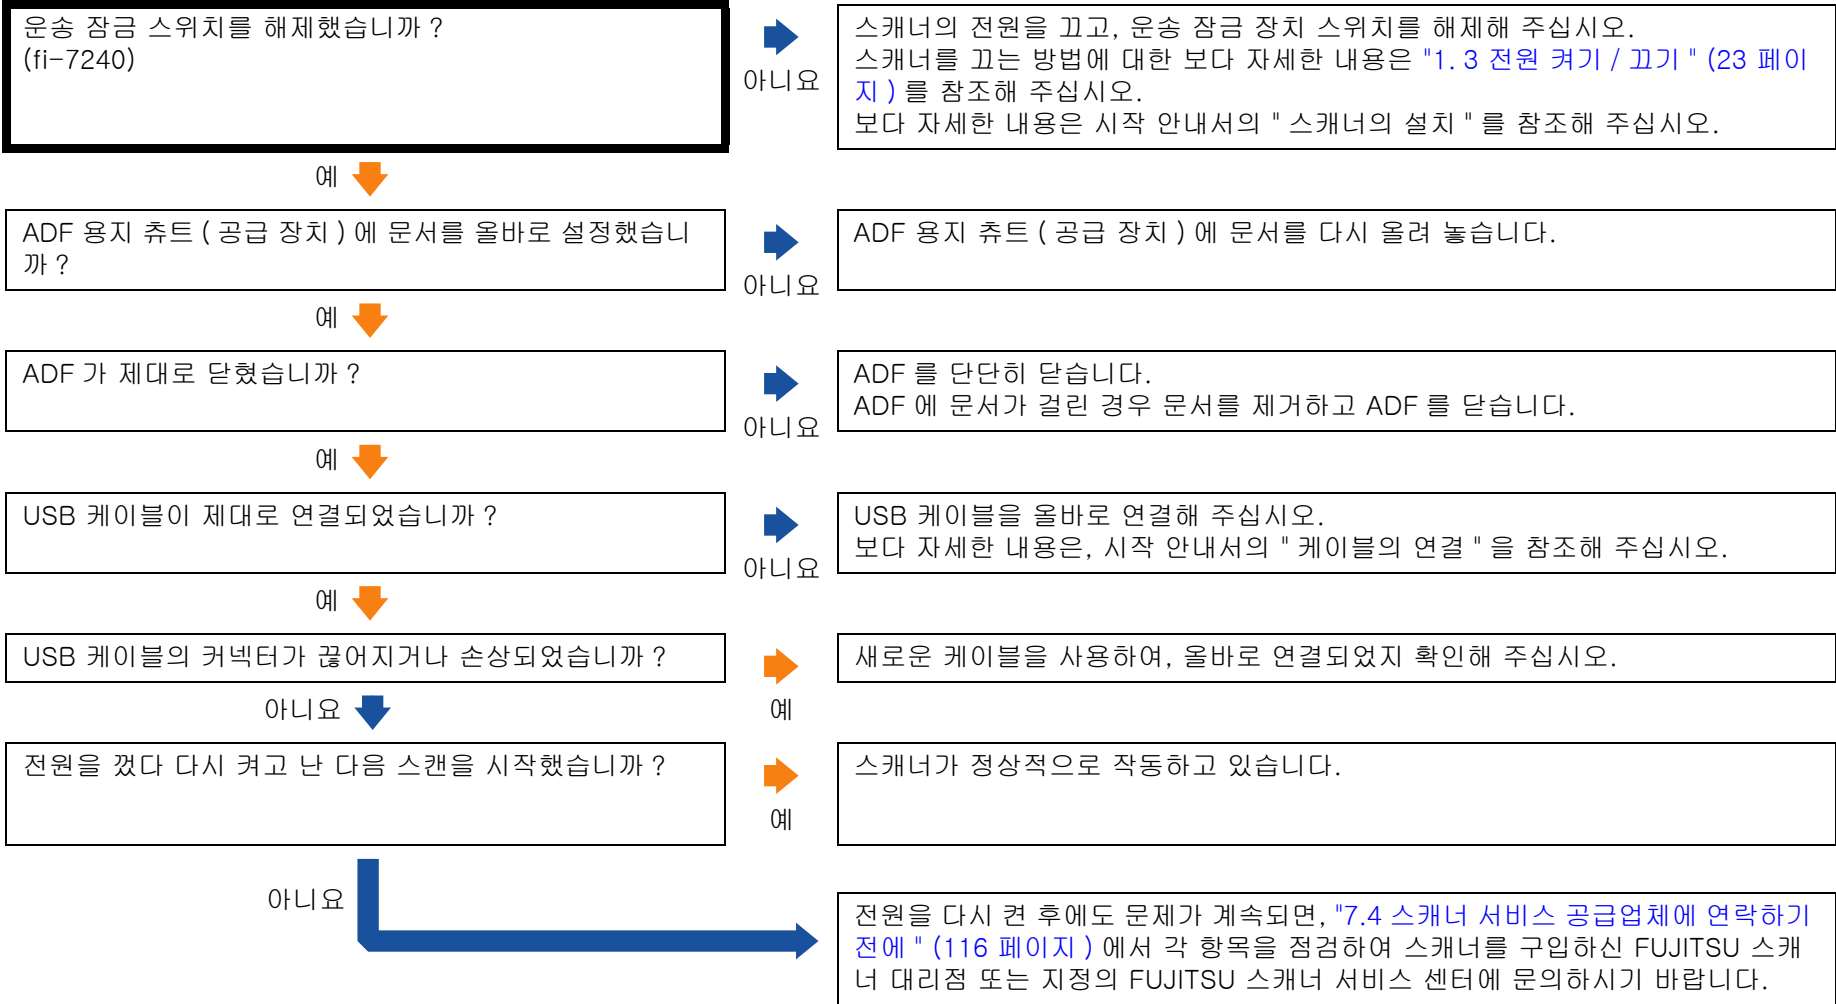 운송 잠금 스위치를 해제했습니까 ?
(fi-7240)
아니요
스캐너의 전원을 끄고, 운송 잠금 장치 스위치를 해제해 주십시오.
스캐너를 끄는 방법에 대한 보다 자세한 내용은 "1. 3 전원 켜기 / 끄기 " (23 페이
지 ) 를 참조해 주십시오.
보다 자세한 내용은 시작 안내서의 " 스캐너의 설치 " 를 참조해 주십시오.
예
ADF 용지 츄트 ( 공급 장치 ) 에 문서를 올바로 설정했습니
까 ?
아니요
ADF 용지 츄트 ( 공급 장치 ) 에 문서를 다시 올려 놓습니다.
예
ADF 가 제대로 닫혔습니까 ?
아니요
ADF 를 단단히 닫습니다.
ADF 에 문서가 걸린 경우 문서를 제거하고 ADF 를 닫습니다.
예
USB 케이블이 제대로 연결되었습니까 ?
아니요
USB 케이블을 올바로 연결해 주십시오.
보다 자세한 내용은, 시작 안내서의 " 케이블의 연결 " 을 참조해 주십시오.
예
USB 케이블의 커넥터가 끊어지거나 손상되었습니까 ?
예
새로운 케이블을 사용하여, 올바로 연결되었지 확인해 주십시오.
아니요
전원을 껐다 다시 켜고 난 다음 스캔을 시작했습니까 ?
예
스캐너가 정상적으로 작동하고 있습니다.
아니요
전원을 다시 켠 후에도 문제가 계속되면, "7.4 스캐너 서비스 공급업체에 연락하기
전에 " (116 페이지 ) 에서 각 항목을 점검하여 스캐너를 구입하신 FUJITSU 스캐
너 대리점 또는 지정의 FUJITSU 스캐너 서비스 센터에 문의하시기 바랍니다.